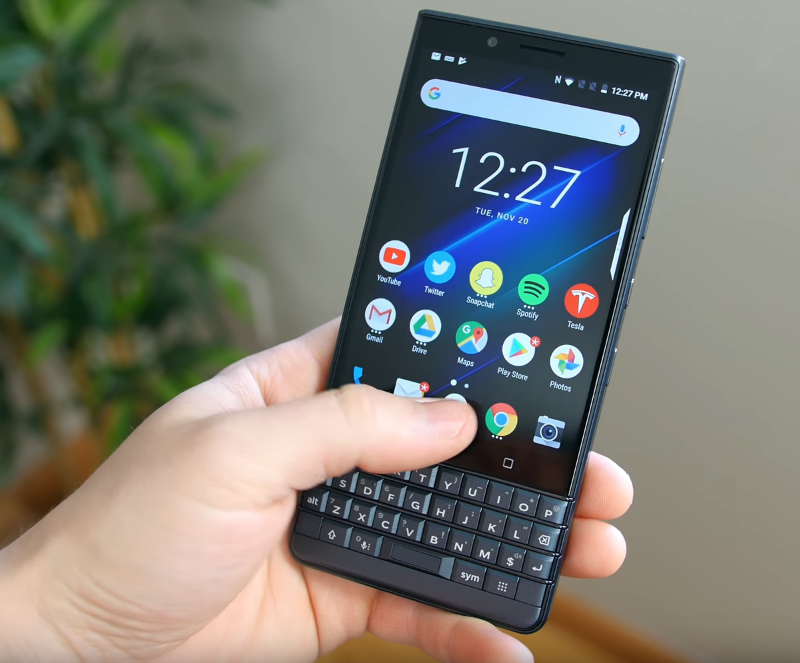 N 12:27 PM
12:27
TUE, NOV 20
YouTube Twitter Snapchat Spotify Tesla
Gmail Drive Maps Play Store Photos
T Y U I O P
S D F G H J K L
alt Z X C V B N M $
sym